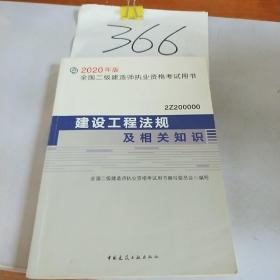 366
2020年版
全国二级建造师执业资格考试用书
2Z200000
建设工程法规
及相关知识
全国二级建造师执业资格考试用书编写委员会 编写
中国建筑工业出版社